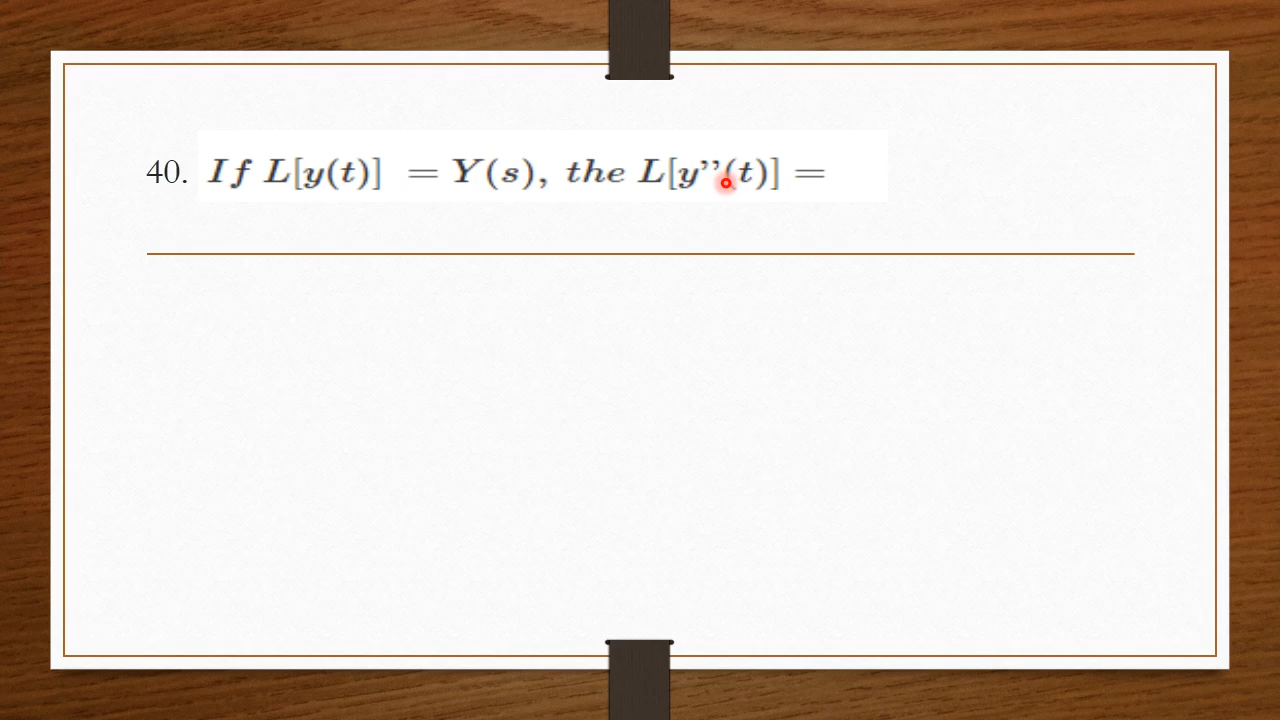 40. If L[y(t)] = Y(s), the L[y’’(t)] =